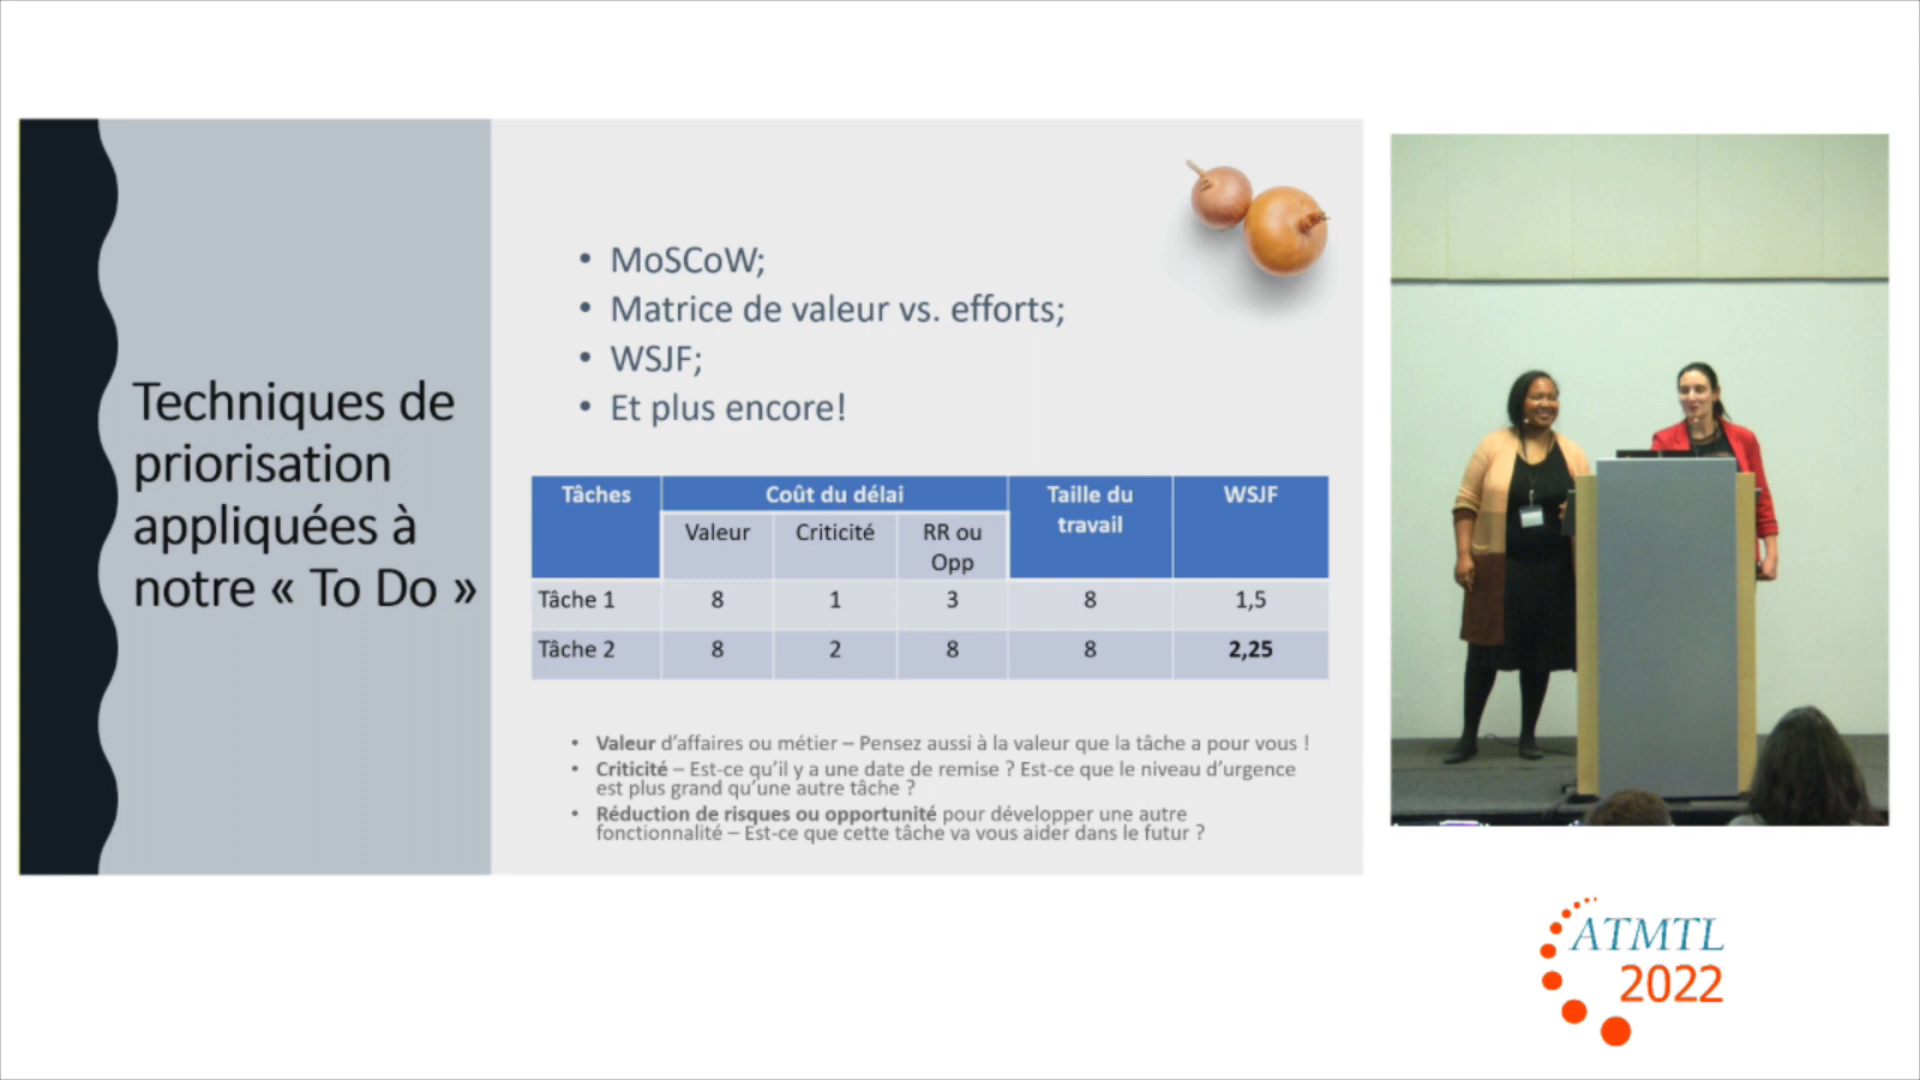 Techniques de
priorisation
appliquées à
notre « To Do »
• MoSCoW;
• Matrice de valeur vs. efforts;
• WSJF;
• Et plus encore!
Tâches Coût du délai Taille du travail WSJF
Valeur Criticité RR ou Opp
Tâche 1 8 1 3 8 1,5
Tâche 2 8 2 8 8 2,25
• Valeur d’affaires ou métier – Pensez aussi à la valeur que la tâche a pour vous !
• Criticité – Est-ce qu’il y a une date de remise ? Est-ce que le niveau d’urgence
est plus grand qu’une autre tâche ?
• Réduction de risques ou opportunité pour développer une autre
fonctionnalité – Est-ce que cette tâche va vous aider dans le futur ?
ATMTL
2022